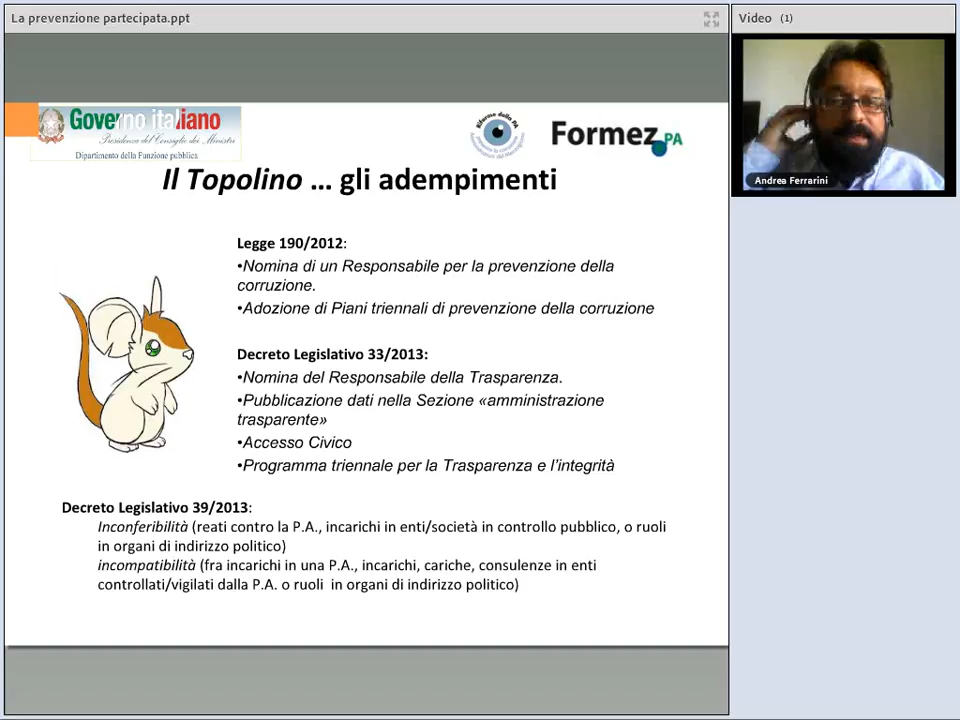 La prevenzione partecipata.ppt
Video (1)
Andrea Ferrarini
Governo italiano
Presidenza del Consiglio dei Ministri
Dipartimento della Funzione pubblica
Riforme della PA
Formez PA
Il Topolino … gli adempimenti
Legge 190/2012:
•Nomina di un Responsabile per la prevenzione della
corruzione.
•Adozione di Piani triennali di prevenzione della corruzione
Decreto Legislativo 33/2013:
•Nomina del Responsabile della Trasparenza.
•Pubblicazione dati nella Sezione «amministrazione
trasparente»
•Accesso Civico
•Programma triennale per la Trasparenza e l’integrità
Decreto Legislativo 39/2013:
Inconferibilità (reati contro la P.A., incarichi in enti/società in controllo pubblico, o ruoli
in organi di indirizzo politico)
incompatibilità (fra incarichi in una P.A., incarichi, cariche, consulenze in enti
controllati/vigilati dalla P.A. o ruoli in organi di indirizzo politico)